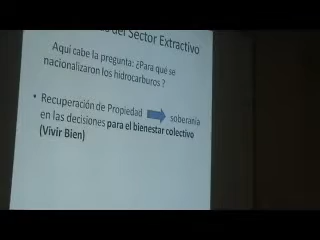 del Sector Extractivo
Aquí cabe la pregunta: ¿Para qué se
nacionalizaron los hidrocarburos ?
• Recuperación de Propiedad soberanía
en las decisiones para el bienestar colectivo
(Vivir Bien)